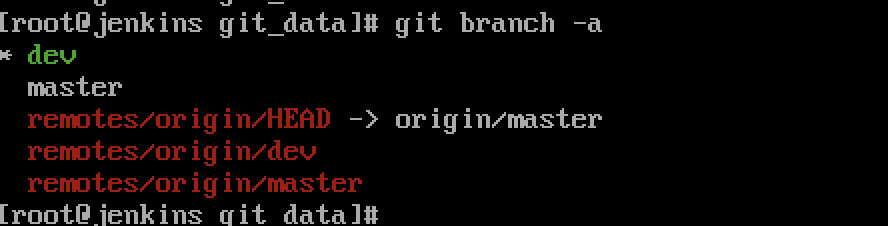 [root@jenkins git_data]# git branch -a
* dev
master
remotes/origin/HEAD -> origin/master
remotes/origin/dev
remotes/origin/master
[root@jenkins git_data]#